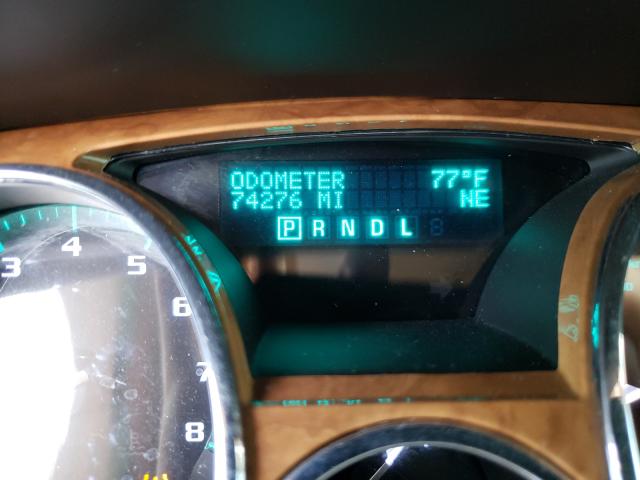 ODOMETER 77°F
74276 MI NE
P R N D L
3 4 5 6 7 8